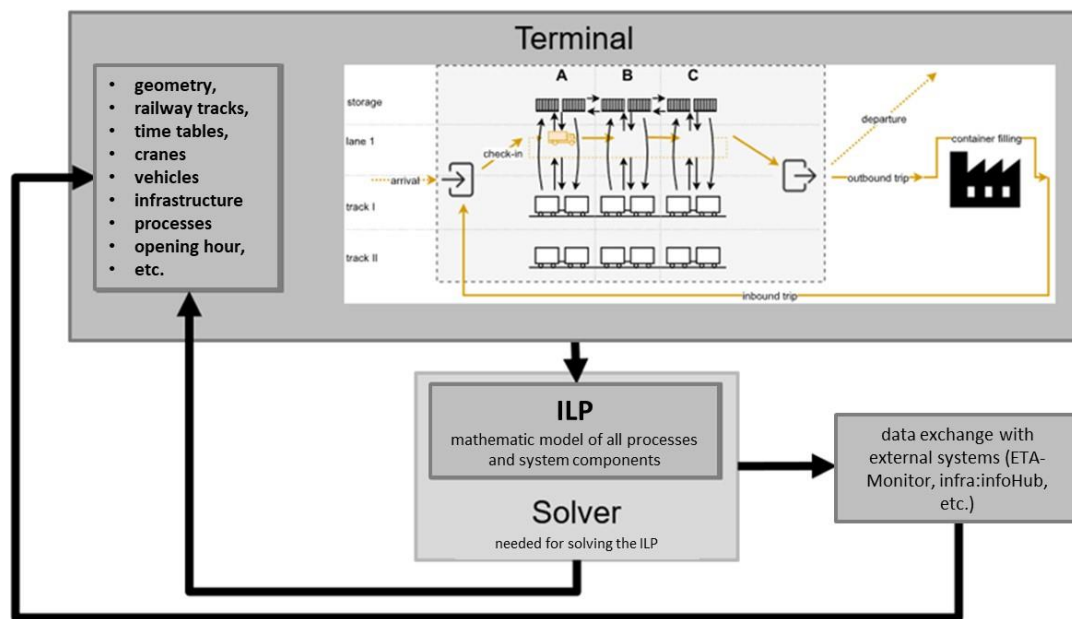 Terminal
• geometry,
• railway tracks,
• time tables,
• cranes
• vehicles
• infrastructure
• processes
• opening hour,
• etc.
A B C
storage
lane 1
track I
track II
arrival
check-in
departure
container filling
outbound trip
inbound trip
ILP
mathematic model of all processes
and system components
Solver
needed for solving the ILP
data exchange with
external systems (ETA-
Monitor, infra:infoHub,
etc.)